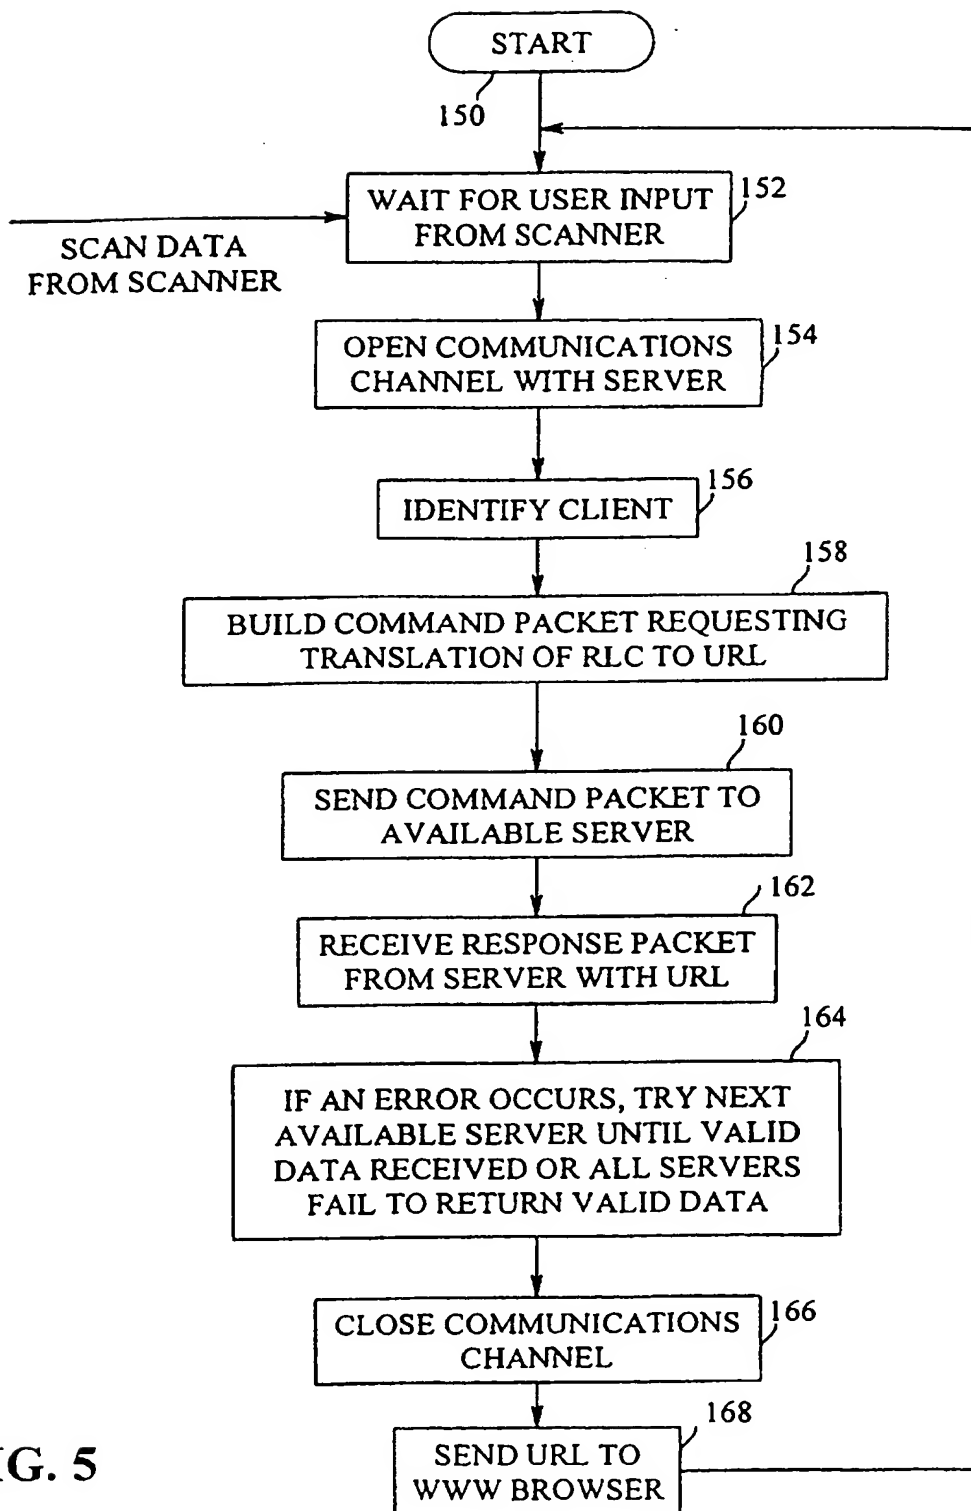 START
150
WAIT FOR USER INPUT
FROM SCANNER
152
SCAN DATA
FROM SCANNER
OPEN COMMUNICATIONS
CHANNEL WITH SERVER
154
IDENTIFY CLIENT
156
158
BUILD COMMAND PACKET REQUESTING
TRANSLATION OF RLC TO URL
160
SEND COMMAND PACKET TO
AVAILABLE SERVER
162
RECEIVE RESPONSE PACKET
FROM SERVER WITH URL
164
IF AN ERROR OCCURS, TRY NEXT
AVAILABLE SERVER UNTIL VALID
DATA RECEIVED OR ALL SERVERS
FAIL TO RETURN VALID DATA
CLOSE COMMUNICATIONS
CHANNEL
166
168
SEND URL TO
WWW BROWSER
IG. 5